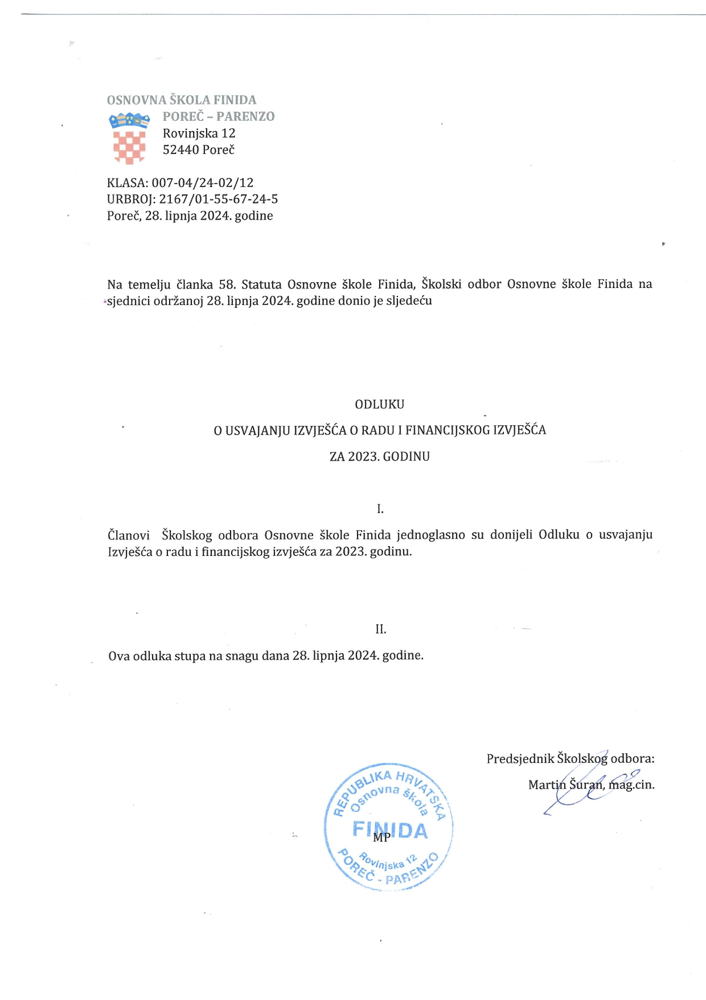 OSNOVNA ŠKOLA FINIDA
POREČ – PARENZO
Rovinjska 12
52440 Poreč
KLASA: 007-04/24-02/12
URBROJ: 2167/01-55-67-24-5
Poreč, 28. lipnja 2024. godine
Na temelju članka 58. Statuta Osnovne škole Finida, Školski odbor Osnovne škole Finida na
sjednici održanoj 28. lipnja 2024. godine donio je sljedeću
ODLUKU
O USVAJANJU IZVJEŠĆA O RADU I FINANCIJSKOG IZVJEŠĆA
ZA 2023. GODINU
I.
Članovi Školskog odbora Osnovne škole Finida jednoglasno su donijeli Odluku o usvajanju
Izvješća o radu i financijskog izvješća za 2023. godinu.
II.
Ova odluka stupa na snagu dana 28. lipnja 2024. godine.
Predsjednik Školskog odbora:
Martin Šuran, mag.cin.
REPUBLIKA HRVATSKA
Osnovna škola
FINIDA
MP
Rovinjska 12
POREČ - PARENZO